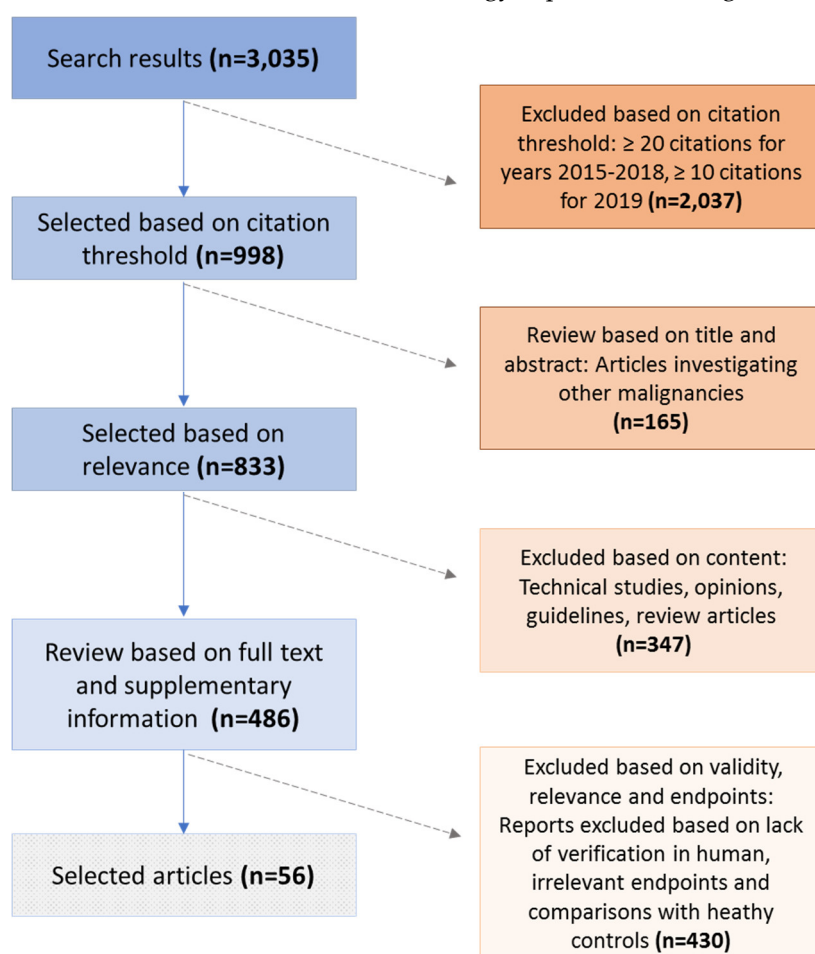 Search results (n=3,035)
Excluded based on citation
threshold: ≥ 20 citations for
years 2015-2018, ≥ 10 citations
for 2019 (n=2,037)
Selected based on citation
threshold (n=998)
Review based on title and
abstract: Articles investigating
other malignancies
(n=165)
Selected based on
relevance (n=833)
Excluded based on content:
Technical studies, opinions,
guidelines, review articles
(n=347)
Review based on full text
and supplementary
information (n=486)
Excluded based on validity,
relevance and endpoints:
Reports excluded based on lack
of verification in human,
irrelevant endpoints and
comparisons with heathy
controls (n=430)
Selected articles (n=56)